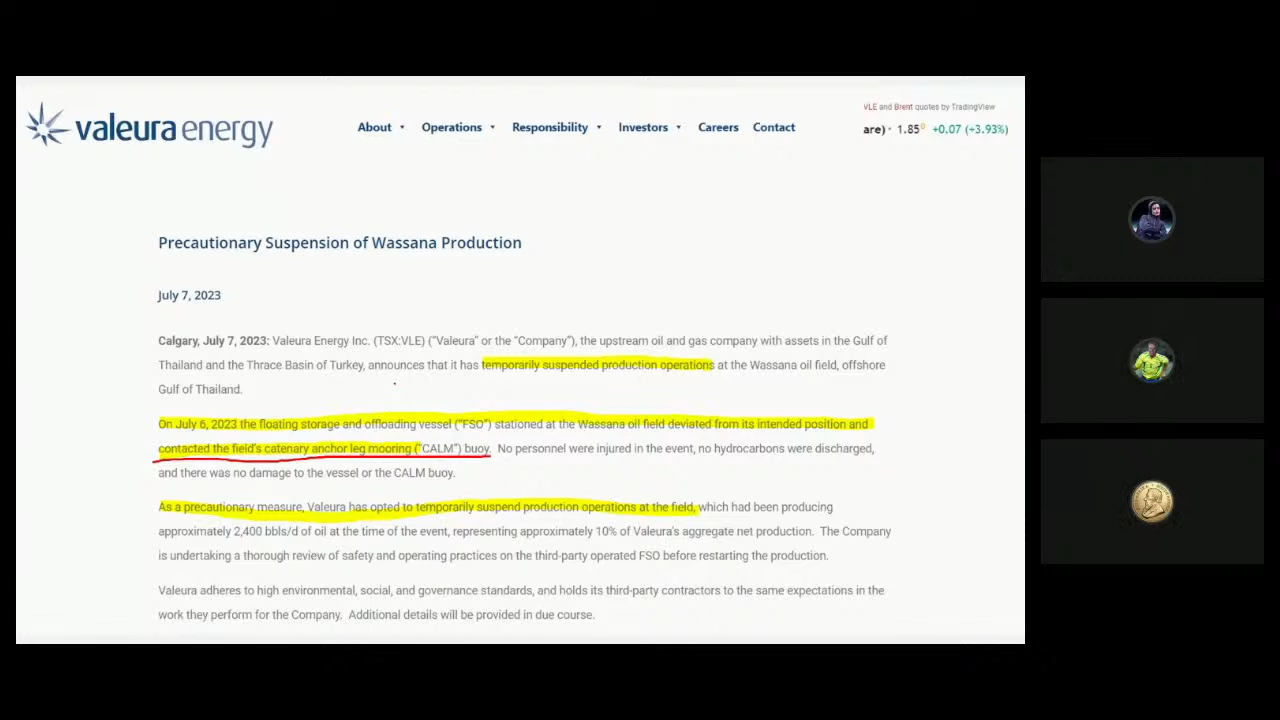 VLE and Brent quotes by TradingView
valeura energy
About Operations Responsibility Investors Careers Contact
are) • 1.85 D +0.07 (+3.93%)
Precautionary Suspension of Wassana Production
July 7, 2023
Calgary, July 7, 2023: Valeura Energy Inc. (TSX:VLE) (“Valeura” or the “Company”), the upstream oil and gas company with assets in the Gulf of
Thailand and the Thrace Basin of Turkey, announces that it has temporarily suspended production operations at the Wassana oil field, offshore
Gulf of Thailand.
On July 6, 2023 the floating storage and offloading vessel (“FSO”) stationed at the Wassana oil field deviated from its intended position and
contacted the field’s catenary anchor leg mooring (“CALM”) buoy. No personnel were injured in the event, no hydrocarbons were discharged,
and there was no damage to the vessel or the CALM buoy.
As a precautionary measure, Valeura has opted to temporarily suspend production operations at the field, which had been producing
approximately 2,400 bbls/d of oil at the time of the event, representing approximately 10% of Valeura’s aggregate net production. The Company
is undertaking a thorough review of safety and operating practices on the third-party operated FSO before restarting the production.
Valeura adheres to high environmental, social, and governance standards, and holds its third-party contractors to the same expectations in the
work they perform for the Company. Additional details will be provided in due course.